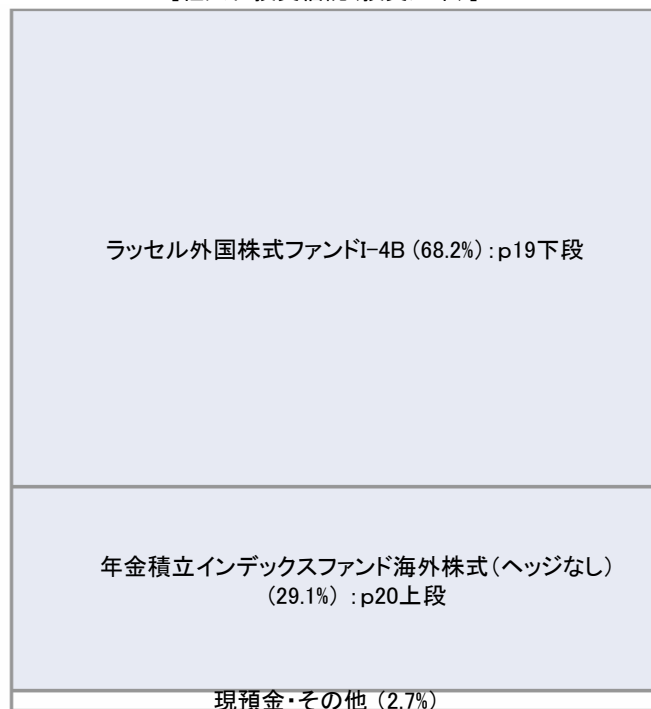 ラッセル外国株式ファンドI-4B (68.2%):p19下段
年金積立インデックスファンド海外株式(ヘッジなし)
(29.1%) :p20上段
現預金・その他 (2.7%)